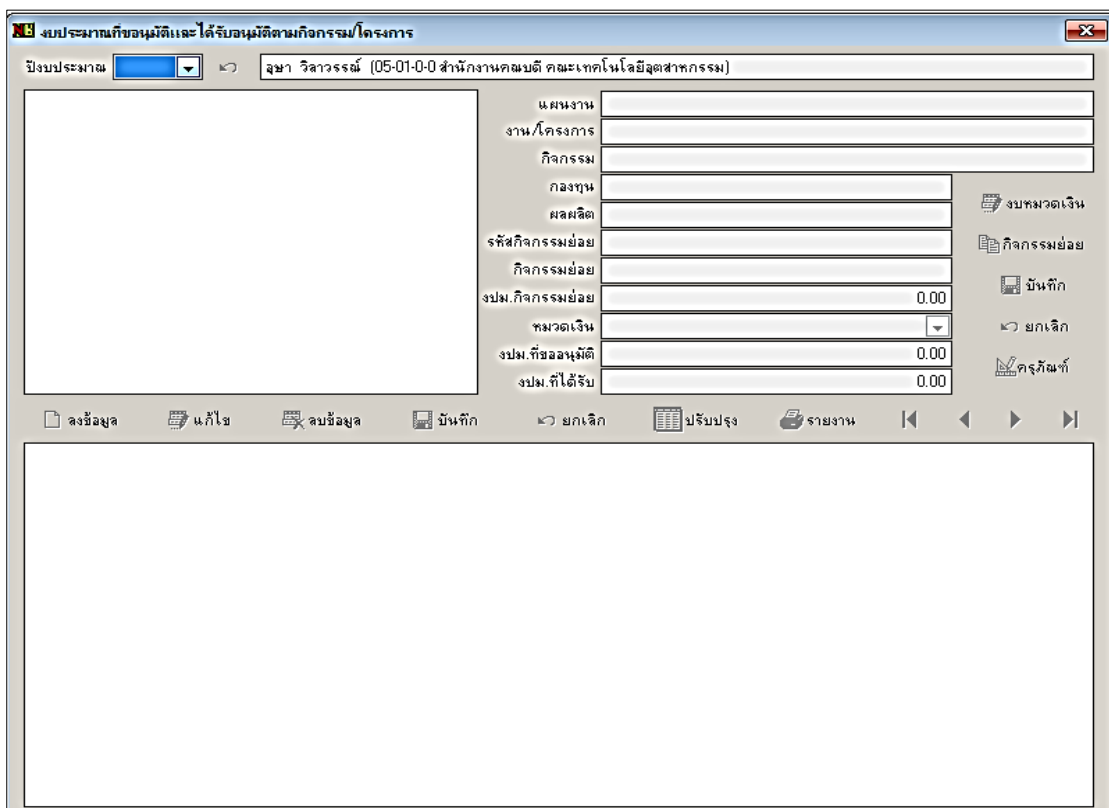 งบประมาณที่ขอนุมัติและได้รับอนุมัติตามกิจกรรม/โครงการ
ปีงบประมาณ อุษา วิลาวรรณ์ (05-01-0-0 สำนักงานคณบดี คณะเทคโนโลยีอุตสาหกรรม)
แผนงาน
งาน/โครงการ
กิจกรรม
กองทุน
งบหมวดเงิน
ผลผลิต
รหัสกิจกรรมย่อย
กิจกรรมย่อย
กิจกรรมย่อย
งปม.กิจกรรมย่อย 0.00
บันทึก
หมวดเงิน
ยกเลิก
งปม.ที่ขออนุมัติ 0.00
ครุภัณฑ์
งปม.ที่ได้รับ 0.00
ลงข้อมูล แก้ไข ลบข้อมูล บันทึก ยกเลิก ปรับปรุง รายงาน